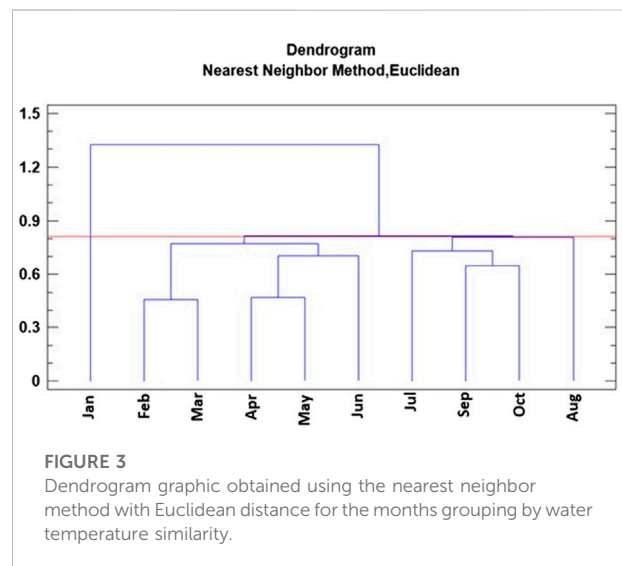 Dendrogram
Nearest Neighbor Method,Euclidean
1.5
1.2
0.9
0.6
0.3
0
Jan Feb Mar Apr May Jun Jul Sep Oct Aug
FIGURE 3
Dendrogram graphic obtained using the nearest neighbor
method with Euclidean distance for the months grouping by water
temperature similarity.